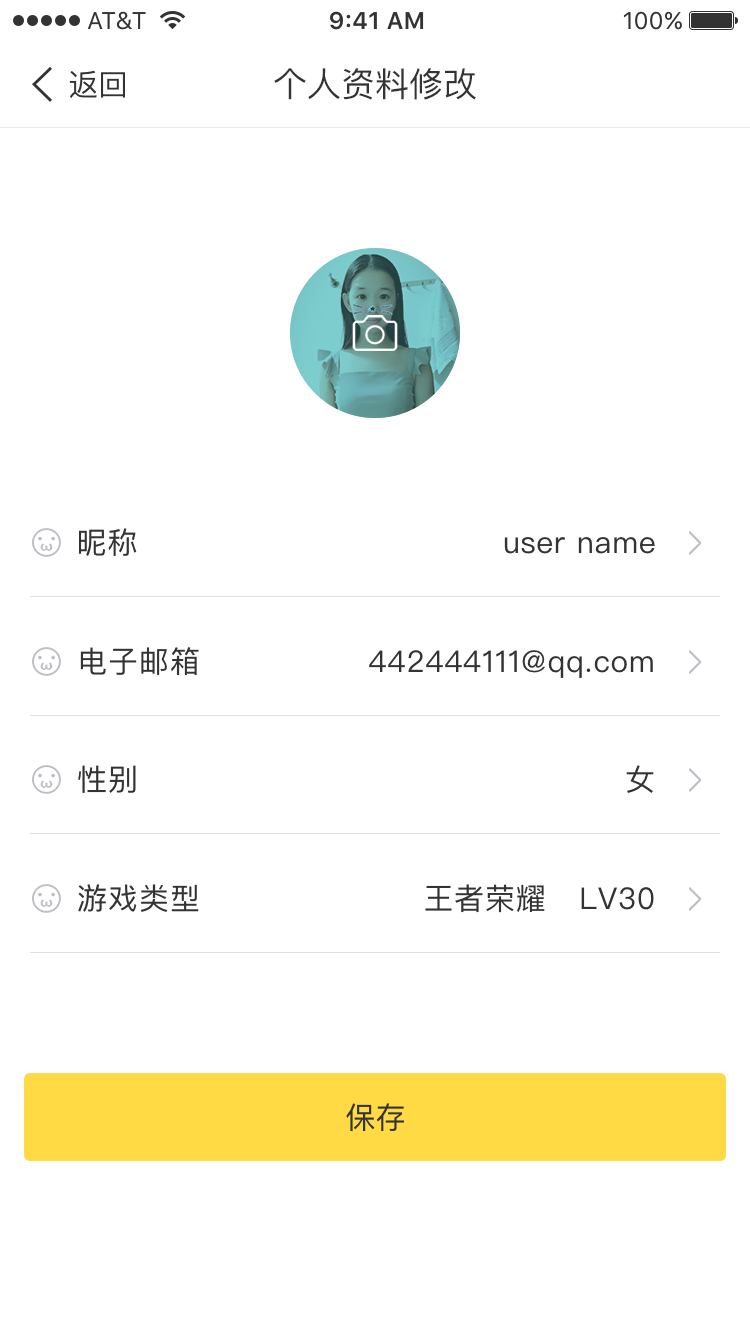 AT&T 9:41 AM 100%
返回 个人资料修改
昵称 user name
电子邮箱 442444111@qq.com
性别 女
游戏类型 王者荣耀 LV30
保存